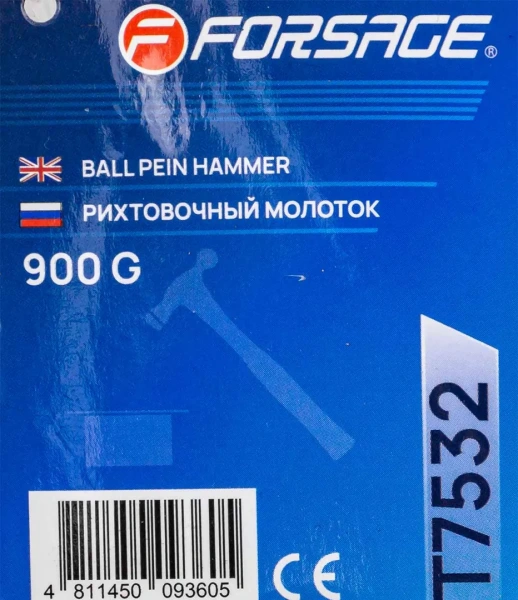 FORSAGE®
BALL PEIN HAMMER
РИХТОВОЧНЫЙ МОЛОТОК
900 G
T7532
4 811450 093605
CE